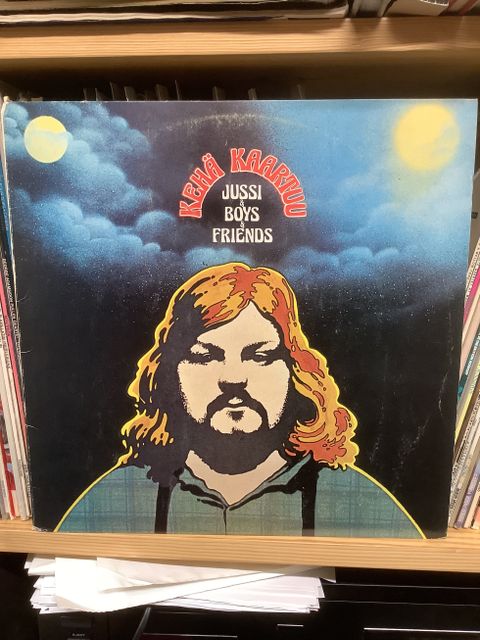 KEHÄ KAARTUU
JUSSI
&
BOYS
&
FRIENDS